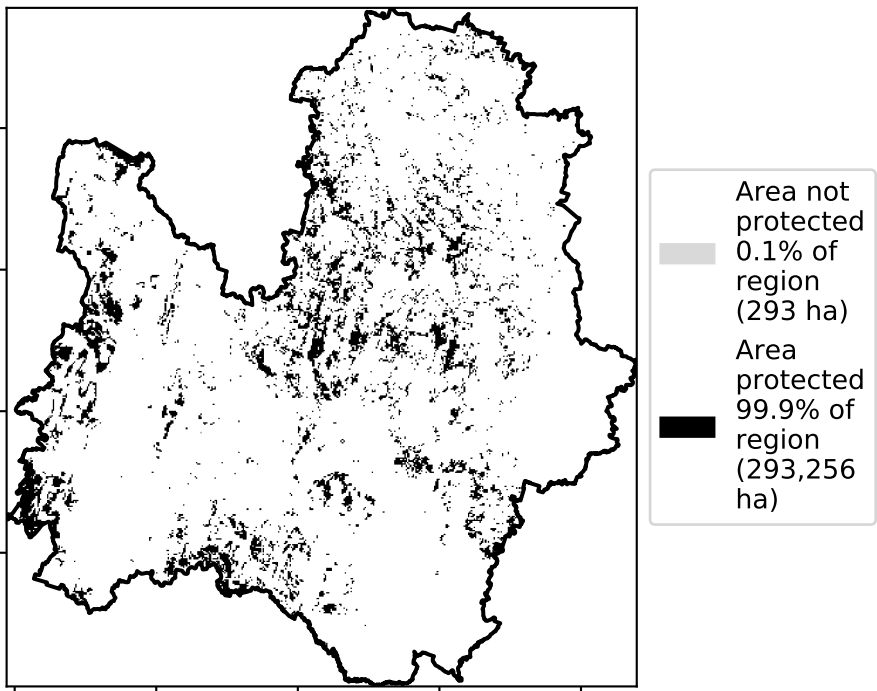 Area not
protected
0.1% of
region
(293 ha)
Area
protected
99.9% of
region
(293,256
ha)